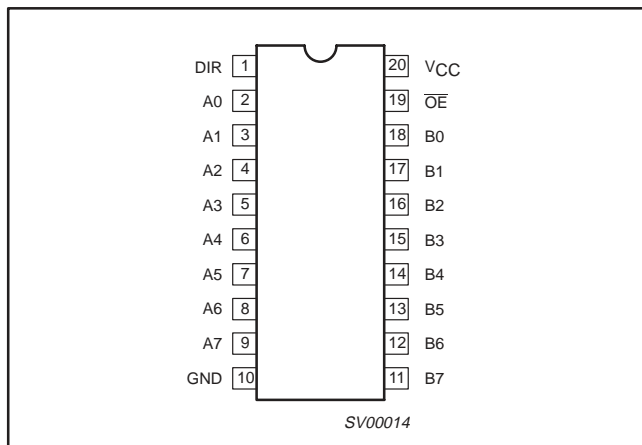 DIR 1 20 VCC
A0 2 19 O̅E̅
A1 3 18 B0
A2 4 17 B1
A3 5 16 B2
A4 6 15 B3
A5 7 14 B4
A6 8 13 B5
A7 9 12 B6
GND 10 11 B7
SV00014